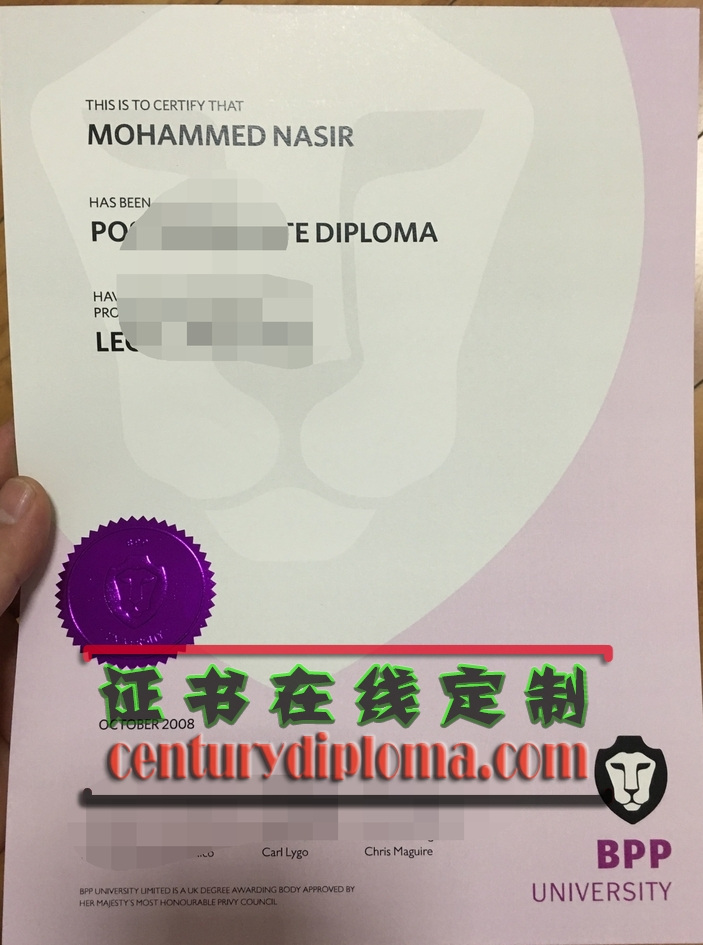 THIS IS TO CERTIFY THAT
MOHAMMED NASIR
HAS BEEN
DIPLOMA
证书在线定制
OCTOBER 2008
centurydiploma.com
Carl Lygo Chris Maguire
BPP
UNIVERSITY
BPP UNIVERSITY LIMITED IS A UK DEGREE AWARDING BODY APPROVED BY
HER MAJESTY'S MOST HONOURABLE PRIVY COUNCIL